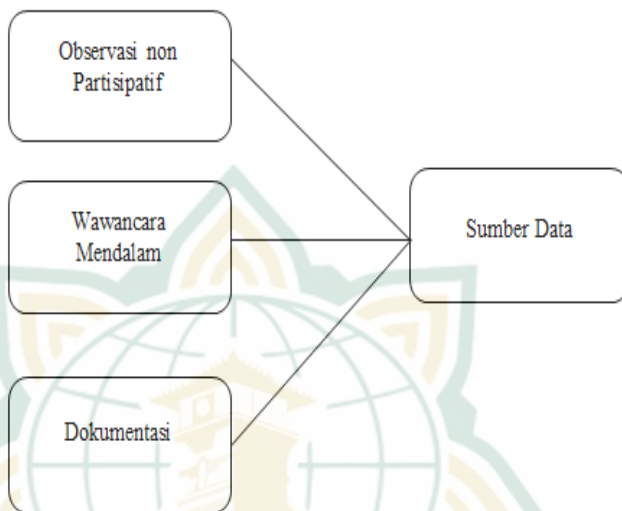 Observasi non
Partisipatif
Wawancara
Mendalam
Sumber Data
Dokumentasi